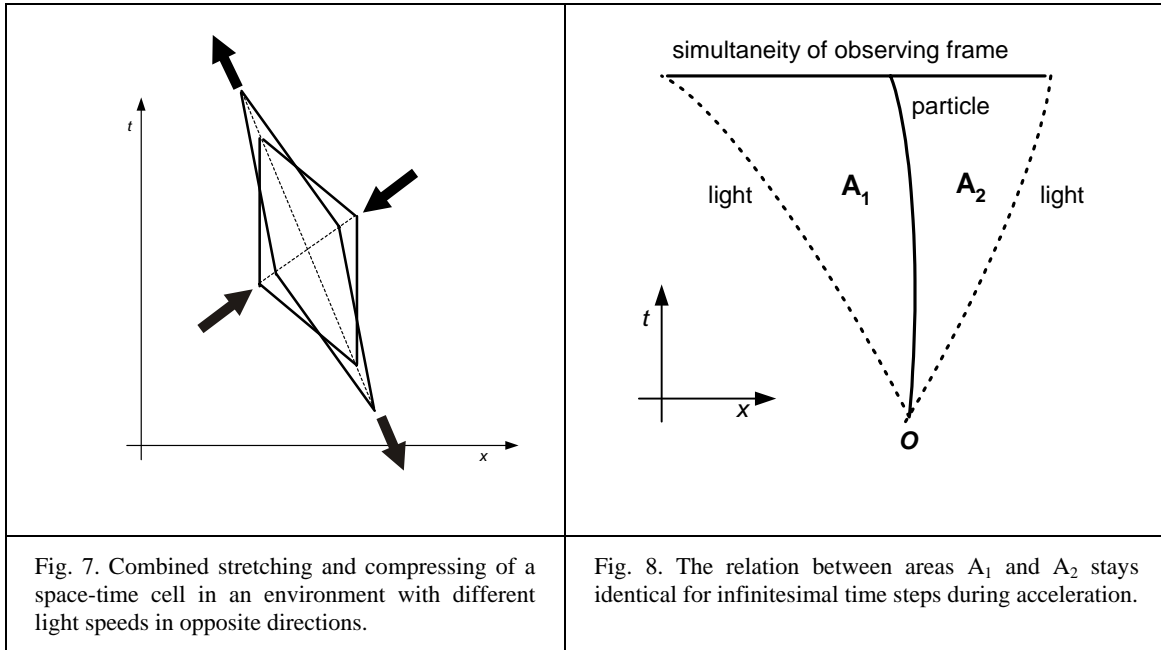 t
x
simultaneity of observing frame
particle
A1
A2
light
light
t
x
O
Fig. 7. Combined stretching and compressing of a
space-time cell in an environment with different
light speeds in opposite directions.
Fig. 8. The relation between areas A1 and A2 stays
identical for infinitesimal time steps during acceleration.